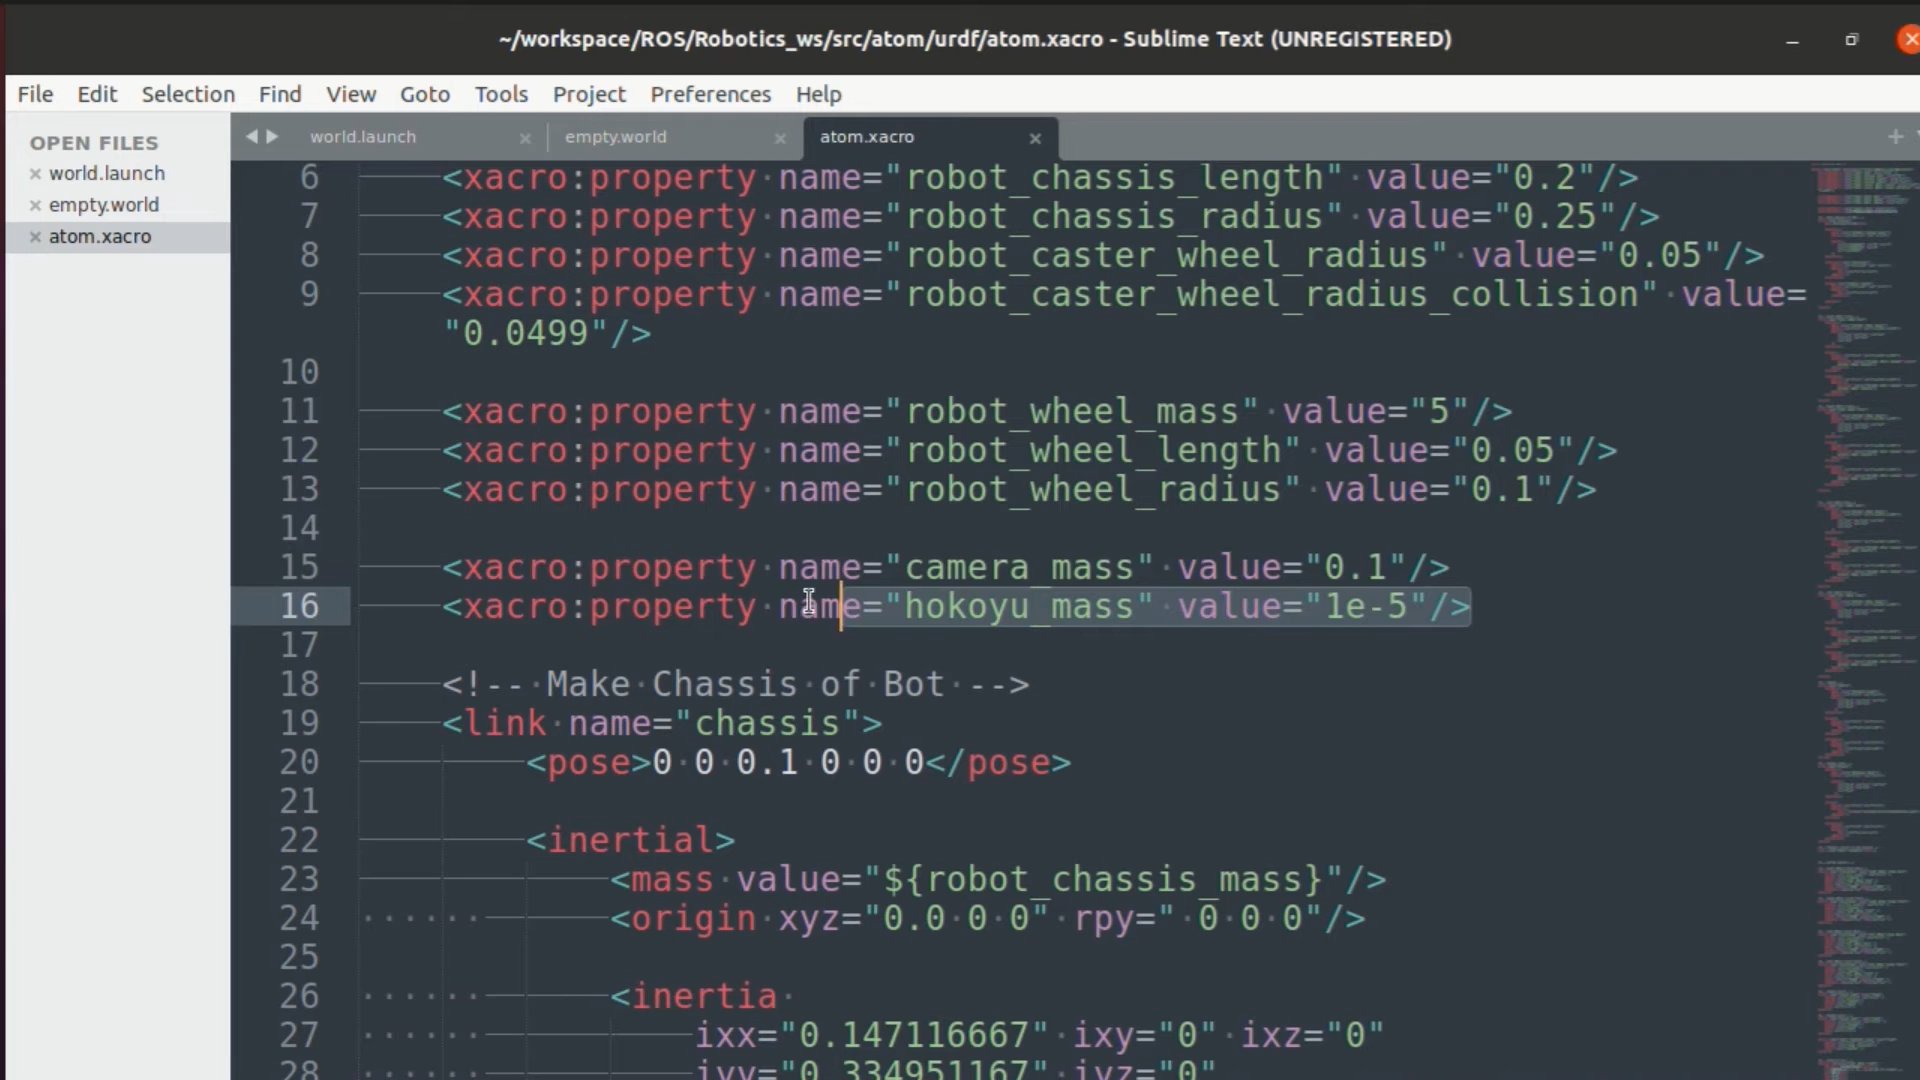 ~/workspace/ROS/Robotics_ws/src/atom/urdf/atom.xacro - Sublime Text (UNREGISTERED)
File Edit Selection Find View Goto Tools Project Preferences Help
OPEN FILES
world.launch
empty.world
atom.xacro
world.launch empty.world atom.xacro
6 <xacro:property name="robot_chassis_length" value="0.2"/>
7 <xacro:property name="robot_chassis_radius" value="0.25"/>
8 <xacro:property name="robot_caster_wheel_radius" value="0.05"/>
9 <xacro:property name="robot_caster_wheel_radius_collision" value=
"0.0499"/>
10
11 <xacro:property name="robot_wheel_mass" value="5"/>
12 <xacro:property name="robot_wheel_length" value="0.05"/>
13 <xacro:property name="robot_wheel_radius" value="0.1"/>
14
15 <xacro:property name="camera_mass" value="0.1"/>
16 <xacro:property name="hokoyu_mass" value="1e-5"/>
17
18 <!-- Make Chassis of Bot -->
19 <link name="chassis">
20 <pose>0 0 0.1 0 0 0</pose>
21
22 <inertial>
23 <mass value="${robot_chassis_mass}"/>
24 <origin xyz="0.0 0 0" rpy=" 0 0 0"/>
25
26 <inertia
27 ixx="0.147116667" ixy="0" ixz="0"
28 iyy="0.334951167" iyz="0"